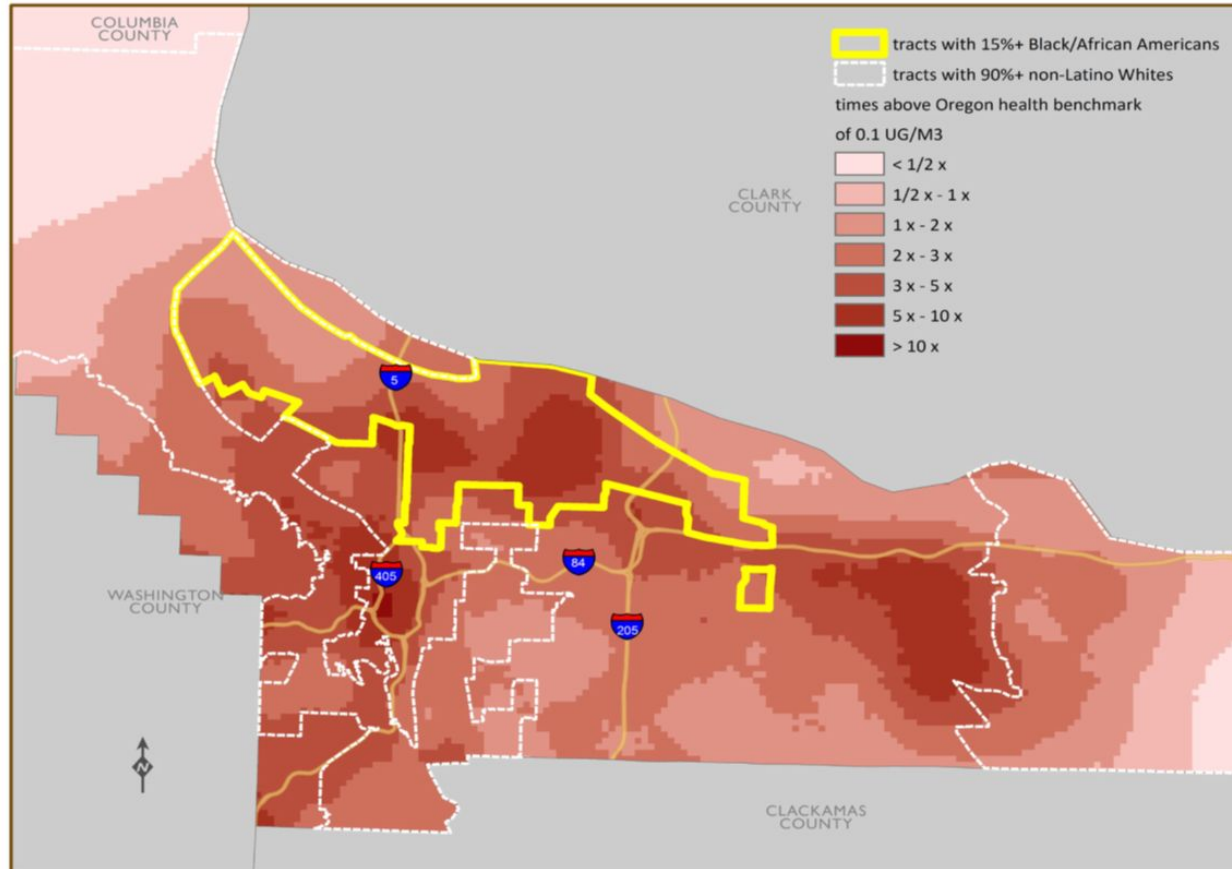 COLUMBIA
COUNTY
tracts with 15%+ Black/African Americans
tracts with 90%+ non-Latino Whites
times above Oregon health benchmark
of 0.1 UG/M3
< 1/2 x
1/2 x - 1 x
1 x - 2 x
2 x - 3 x
3 x - 5 x
5 x - 10 x
> 10 x
CLARK
COUNTY
5
84
405
205
WASHINGTON
COUNTY
N
CLACKAMAS
COUNTY